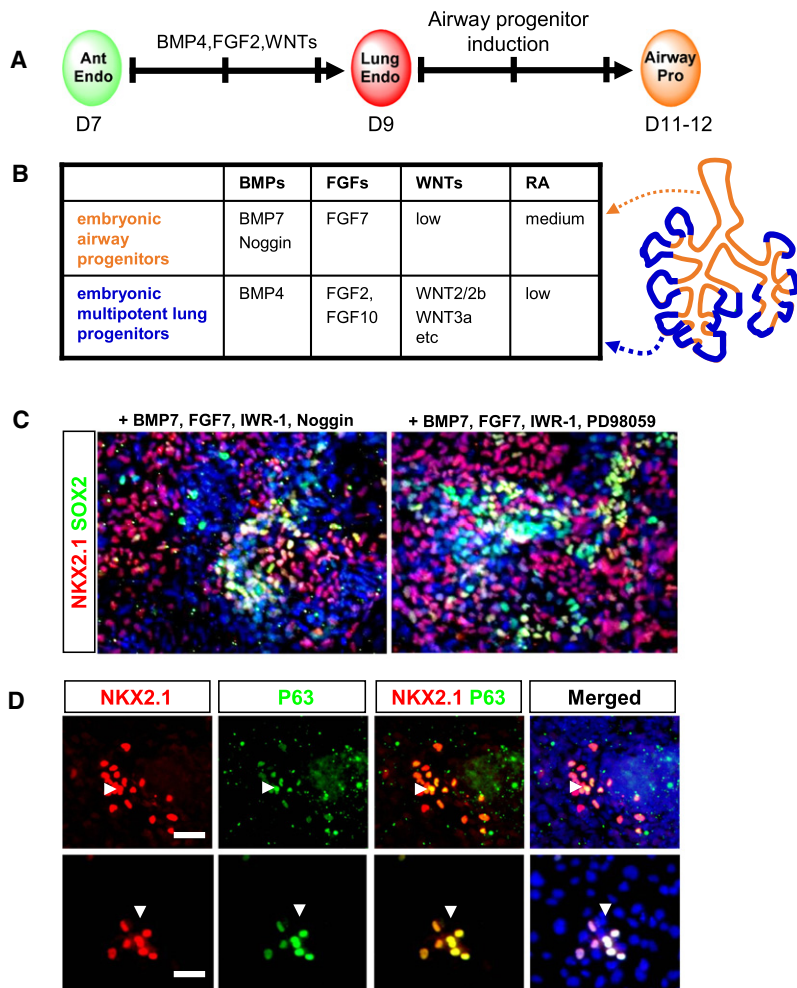 A
Ant
Endo
D7
BMP4,FGF2,WNTs
Lung
Endo
D9
Airway progenitor
induction
Airway
Pro
D11-12
B
BMPs FGFs WNTs RA
embryonic
airway
progenitors
BMP7
Noggin
FGF7
low
medium
embryonic
multipotent lung
progenitors
BMP4
FGF2,
FGF10
WNT2/2b
WNT3a
etc
low
C
+ BMP7, FGF7, IWR-1, Noggin
+ BMP7, FGF7, IWR-1, PD98059
NKX2.1 SOX2
D
NKX2.1
P63
NKX2.1 P63
Merged